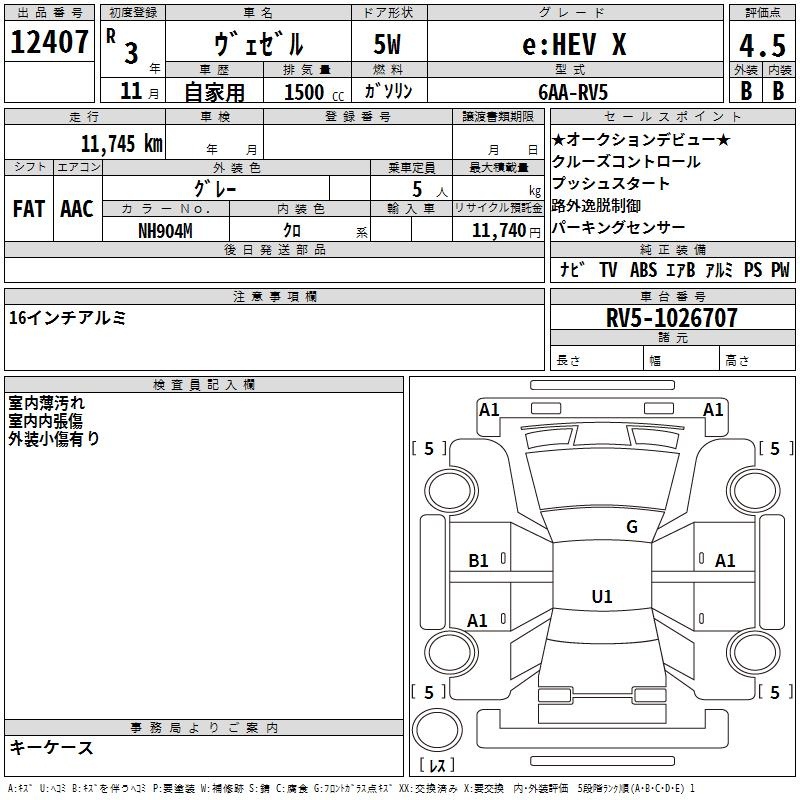 出品番号 初度登録 車名 ドア形状 グレード 評価点
12407 R 3 年 ヴェゼル 5W e:HEV X 4.5
車歴 排気量 燃料 型式 外装 内装
11 月 自家用 1500 CC ガソリン 6AA-RV5 B B
走行 車検 登録番号 譲渡書類期限
11,745 km 年 月 月 日
シフト エアコン 外装色 乗車定員 最大積載量
FAT AAC グレー 5 人 kg
カラーNo. 内装色 輸入車 リサイクル預託金
NH904M クロ 系 11,740 円
後日発送部品
セールスポイント
★オークションデビュー★
クルーズコントロール
プッシュスタート
路外逸脱制御
パーキングセンサー
純正装備
ナビ TV ABS エアB アルミ PS PW
注意事項欄
16インチアルミ
車台番号
RV5-1026707
諸元
長さ 幅 高さ
検査員記入欄
室内薄汚れ
室内内張傷
外装小傷有り
事務局よりご案内
キーケース
A1 A1
[ 5 ] [ 5 ]
G
B1 A1
U1
A1
[ 5 ] [ 5 ]
[ レス ]
A:キズ U:ヘコミ B:キズを伴うヘコミ P:要塗装 W:補修跡 S:錆 C:腐食 G:フロントガラス点キズ XX:交換済み X:要交換 内・外装評価 5段階ランク順(A・B・C・D・E) 1